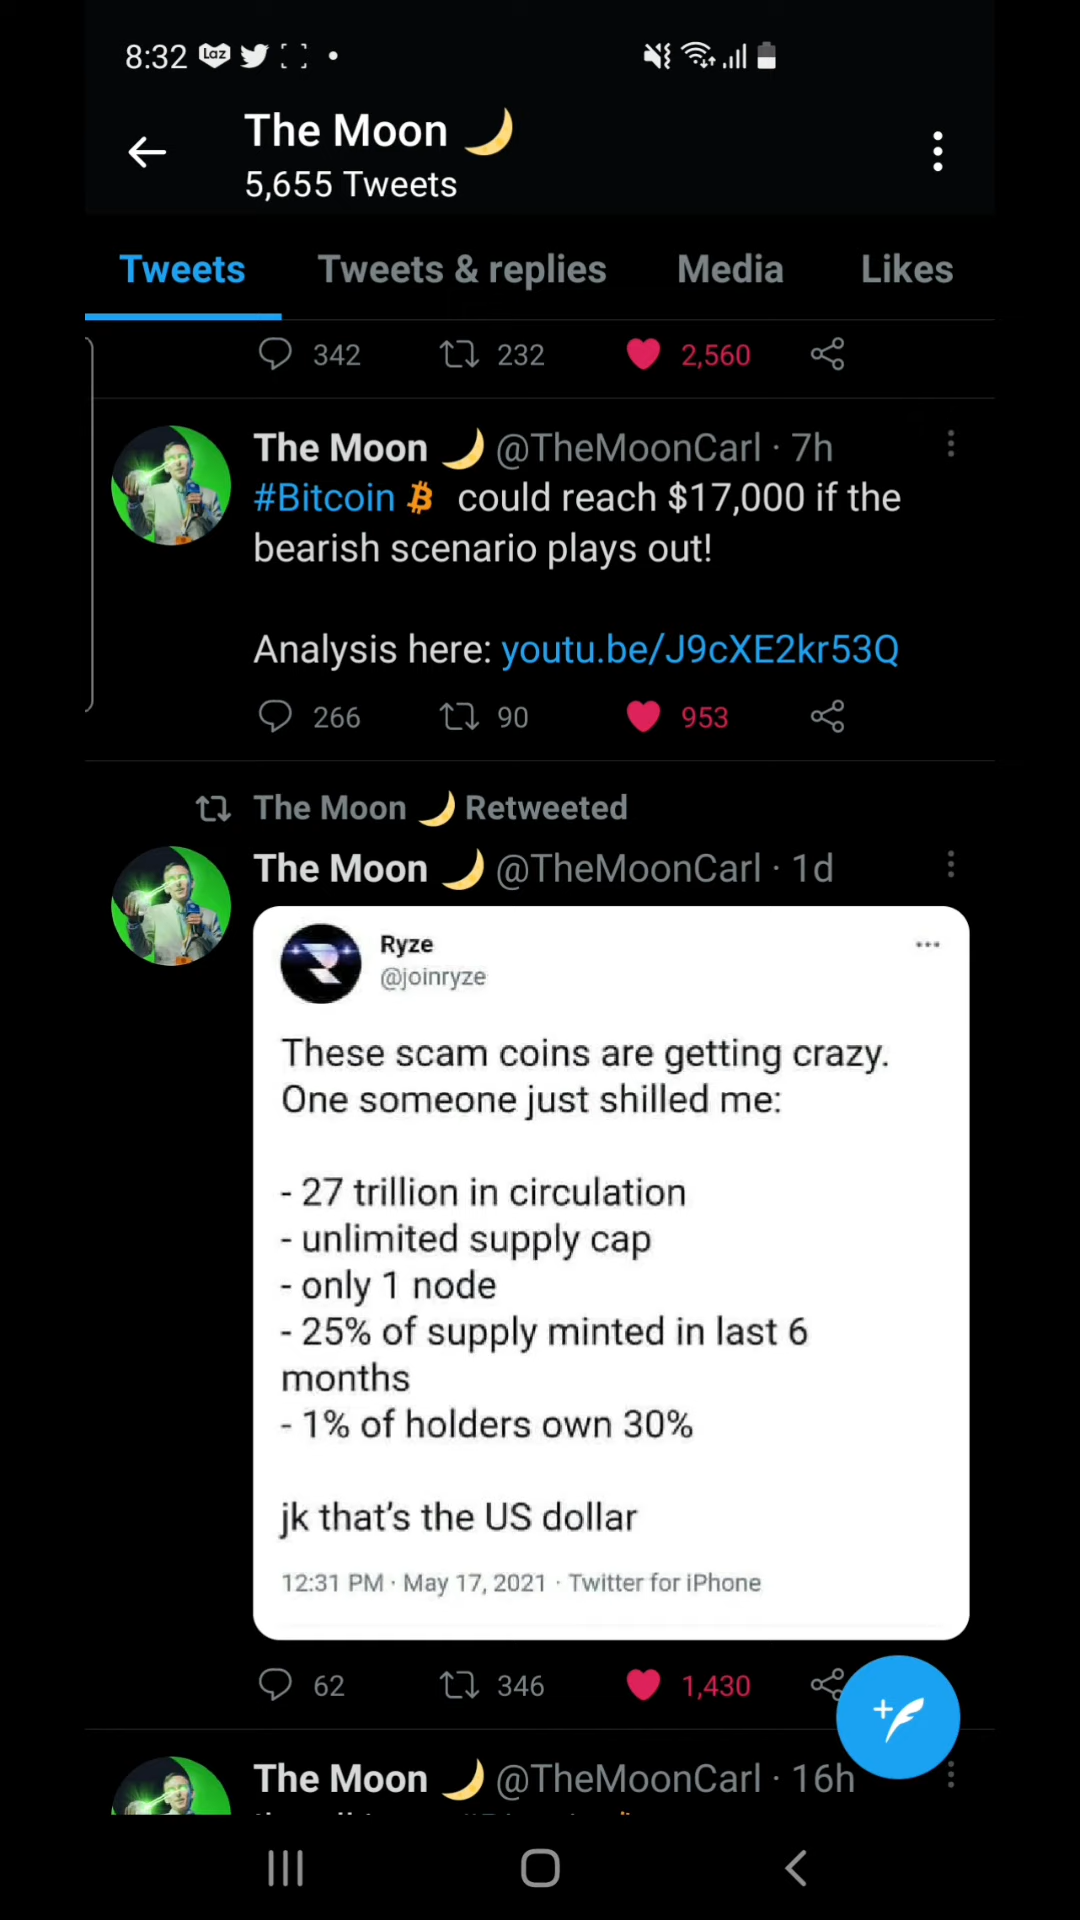 8:32 Laz
The Moon 🌙
5,655 Tweets
Tweets Tweets & replies Media Likes
342 232 2,560
The Moon 🌙 @TheMoonCarl · 7h
#Bitcoin ₿ could reach $17,000 if the
bearish scenario plays out!
Analysis here: youtu.be/J9cXE2kr53Q
266 90 953
The Moon 🌙 Retweeted
The Moon 🌙 @TheMoonCarl · 1d
Ryze
@joinryze
These scam coins are getting crazy.
One someone just shilled me:
- 27 trillion in circulation
- unlimited supply cap
- only 1 node
- 25% of supply minted in last 6
months
- 1% of holders own 30%
jk that's the US dollar
12:31 PM · May 17, 2021 · Twitter for iPhone
62 346 1,430
The Moon 🌙 @TheMoonCarl · 16h